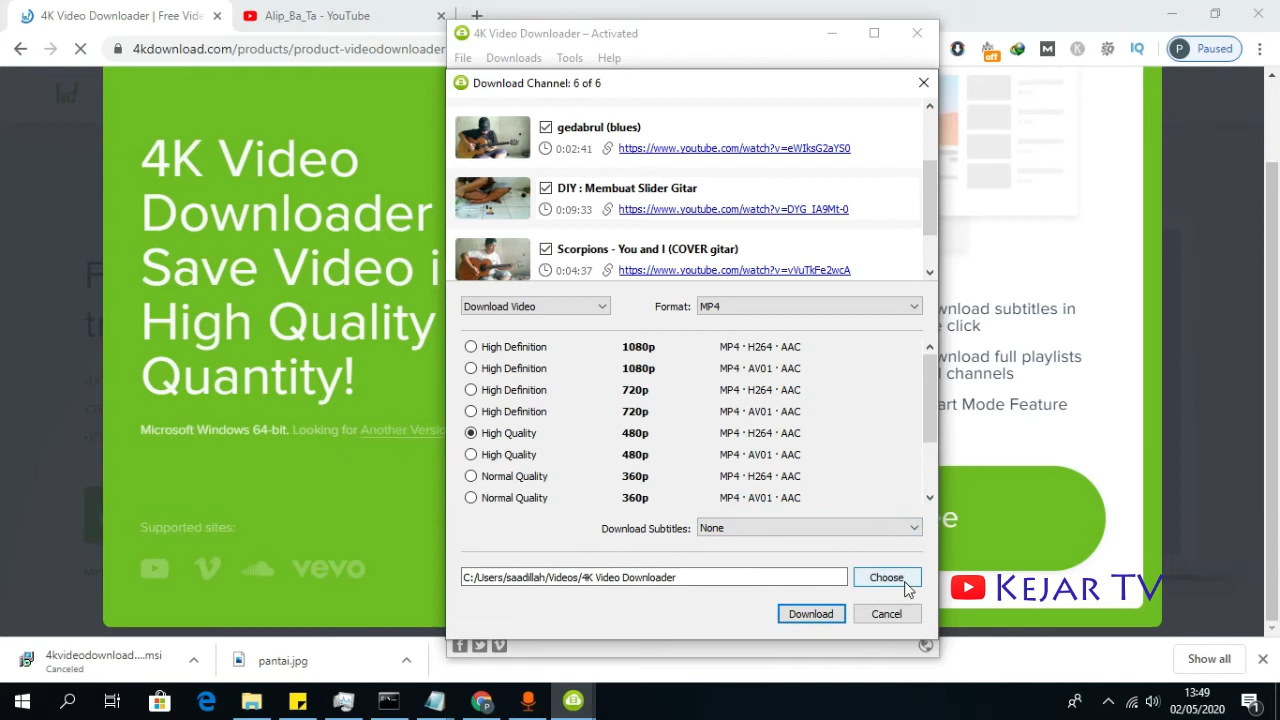 4K Video Downloader | Free Vide
Alip_Ba_Ta - YouTube
4kdownload.com/products/product-videodownloader
off
M
K
IQ
P
Paused
4K Video Downloader – Activated
File
Downloads
Tools
Help
Download Channel: 6 of 6
gedabrul (blues)
0:02:41
https://www.youtube.com/watch?v=eWIksG2aYS0
DIY : Membuat Slider Gitar
0:09:33
https://www.youtube.com/watch?v=DYG_IA9Mt-0
Scorpions - You and I (COVER gitar)
0:04:37
https://www.youtube.com/watch?v=vVuTkFe2wcA
Download Video
Format:
MP4
High Definition 1080p MP4 · H264 · AAC
High Definition 1080p MP4 · AV01 · AAC
High Definition 720p MP4 · H264 · AAC
High Definition 720p MP4 · AV01 · AAC
High Quality 480p MP4 · H264 · AAC
High Quality 480p MP4 · AV01 · AAC
Normal Quality 360p MP4 · H264 · AAC
Normal Quality 360p MP4 · AV01 · AAC
Download Subtitles:
None
C:/Users/saadillah/Videos/4K Video Downloader
Choose
Download
Cancel
4K Video
Downloader
Save Video i
High Quality
Quantity!
Microsoft Windows 64-bit. Looking for Another Versio
Supported sites:
vevo
wnload subtitles in
e click
wnload full playlists
d channels
art Mode Feature
ee
KEJAR TV
4kvideodownload....msi
Canceled
pantai.jpg
Show all
13:49
02/05/2020
1